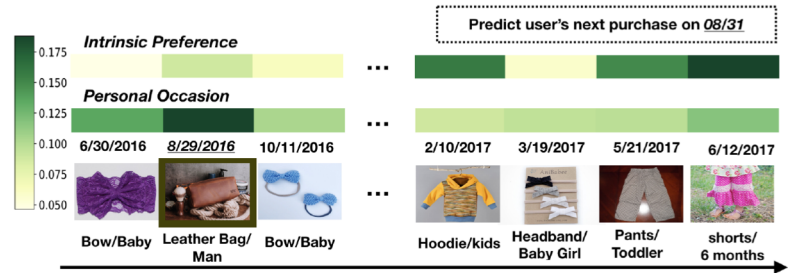 Predict user's next purchase on 08/31
Intrinsic Preference
0.175
0.150
0.125
0.100
0.075
0.050
...
Personal Occasion
...
6/30/2016
8/29/2016
10/11/2016
2/10/2017
3/19/2017
5/21/2017
6/12/2017
...
Bow/Baby
Leather Bag/
Man
Bow/Baby
Hoodie/kids
Headband/
Baby Girl
Pants/
Toddler
shorts/
6 months